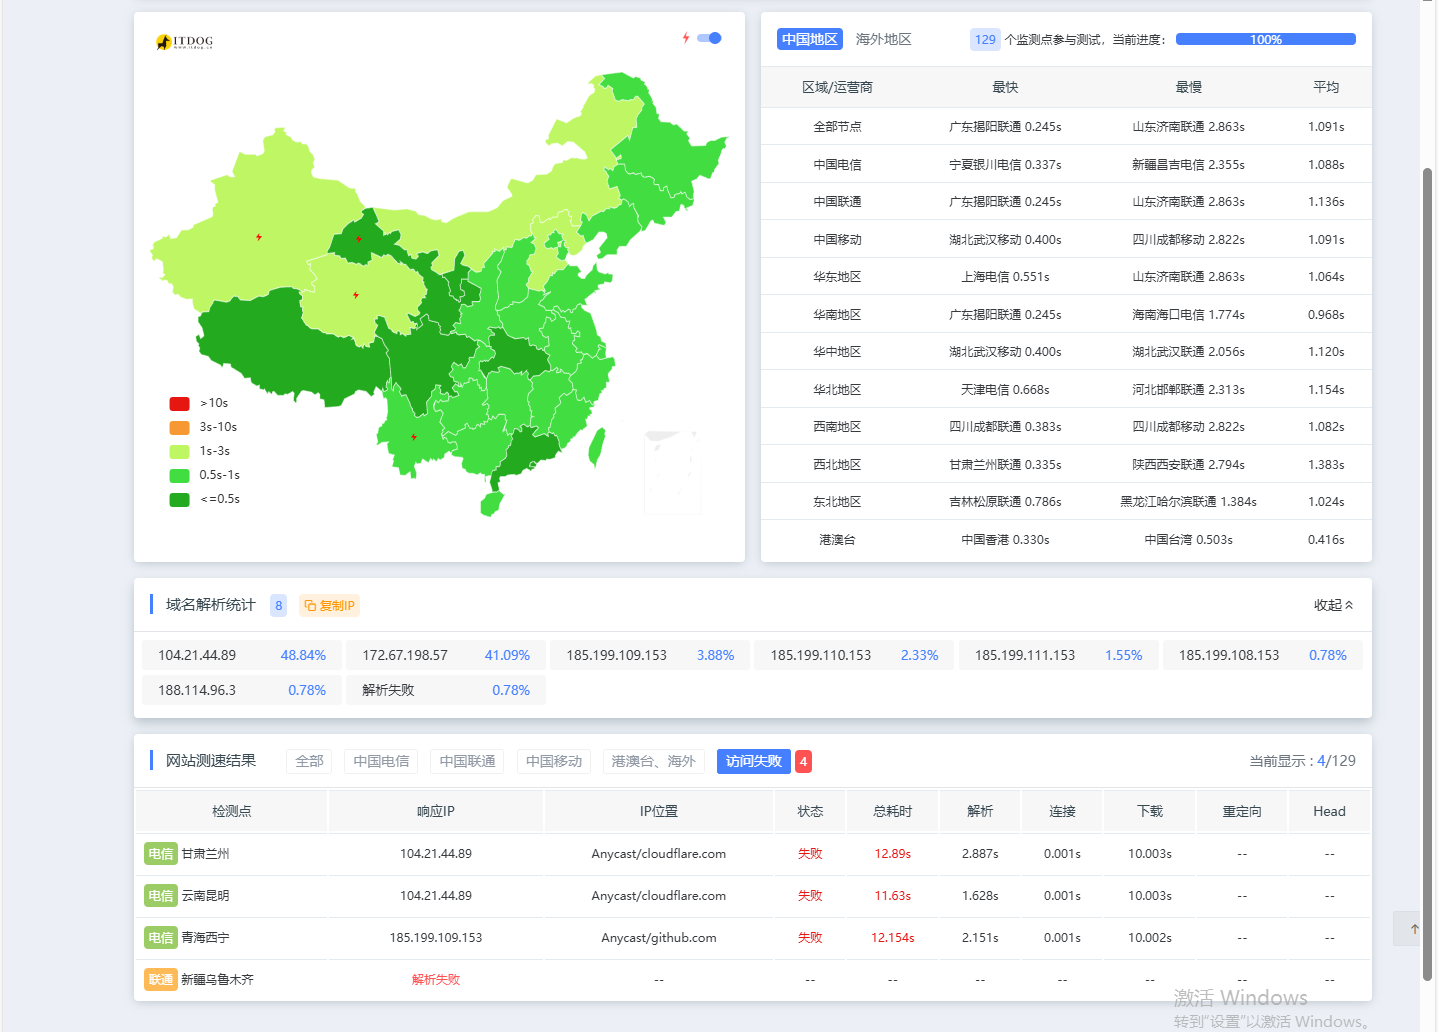 ITDOG
www.itdog.cn
>10s
3s-10s
1s-3s
0.5s-1s
<=0.5s
中国地区 海外地区 129 个监测点参与测试，当前进度： 100%
区域/运营商 最快 最慢 平均
全部节点 广东揭阳联通 0.245s 山东济南联通 2.863s 1.091s
中国电信 宁夏银川电信 0.337s 新疆昌吉电信 2.355s 1.088s
中国联通 广东揭阳联通 0.245s 山东济南联通 2.863s 1.136s
中国移动 湖北武汉移动 0.400s 四川成都移动 2.822s 1.091s
华东地区 上海电信 0.551s 山东济南联通 2.863s 1.064s
华南地区 广东揭阳联通 0.245s 海南海口电信 1.774s 0.968s
华中地区 湖北武汉移动 0.400s 湖北武汉联通 2.056s 1.120s
华北地区 天津电信 0.668s 河北邯郸联通 2.313s 1.154s
西南地区 四川成都联通 0.383s 四川成都移动 2.822s 1.082s
西北地区 甘肃兰州联通 0.335s 陕西西安联通 2.794s 1.383s
东北地区 吉林松原联通 0.786s 黑龙江哈尔滨联通 1.384s 1.024s
港澳台 中国香港 0.330s 中国台湾 0.503s 0.416s
域名解析统计 8 复制IP 收起
104.21.44.89 48.84% 172.67.198.57 41.09% 185.199.109.153 3.88% 185.199.110.153 2.33% 185.199.111.153 1.55% 185.199.108.153 0.78%
188.114.96.3 0.78% 解析失败 0.78%
网站测速结果 全部 中国电信 中国联通 中国移动 港澳台、海外 访问失败 4 当前显示 : 4/129
检测点 响应IP IP位置 状态 总耗时 解析 连接 下载 重定向 Head
电信 甘肃兰州 104.21.44.89 Anycast/cloudflare.com 失败 12.89s 2.887s 0.001s 10.003s -- --
电信 云南昆明 104.21.44.89 Anycast/cloudflare.com 失败 11.63s 1.628s 0.001s 10.003s -- --
电信 青海西宁 185.199.109.153 Anycast/github.com 失败 12.154s 2.151s 0.001s 10.002s -- --
联通 新疆乌鲁木齐 解析失败 -- -- -- -- -- -- -- --
激活 Windows
转到"设置"以激活 Windows。